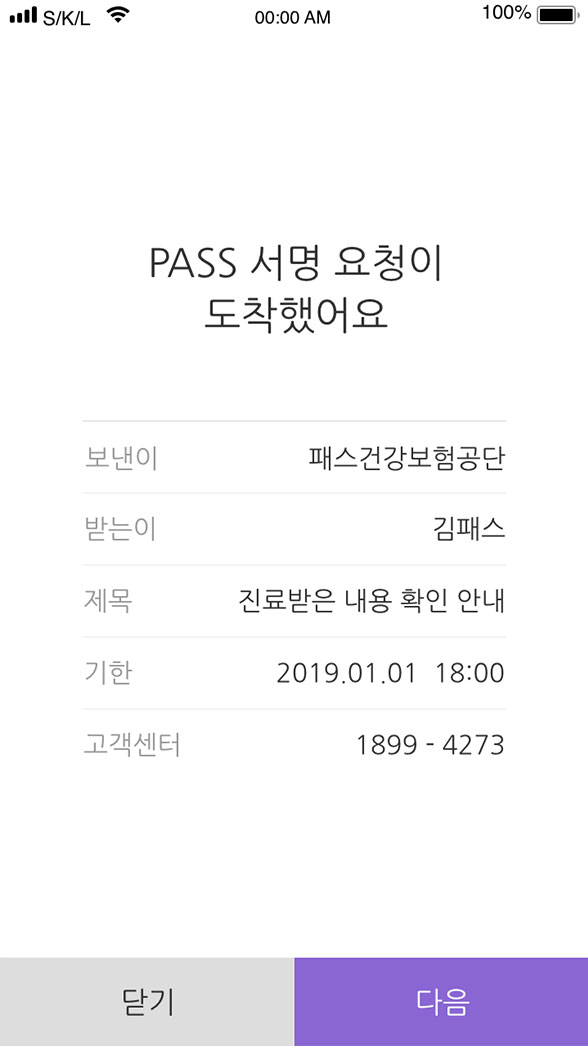 S/K/L 00:00 AM 100%
PASS 서명 요청이
도착했어요
보낸이 패스건강보험공단
받는이 김패스
제목 진료받은 내용 확인 안내
기한 2019.01.01 18:00
고객센터 1899 - 4273
닫기 다음